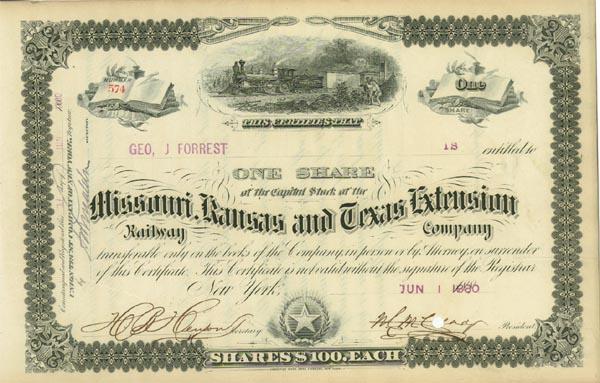 NUMBER
574
One
SHARE
THIS CERTIFIES THAT
GEO, J FORREST IS entitled to
ONE SHARE
of the Capital Stock of the
Missouri, Kansas and Texas Extension
Railway Company
transferable only on the books of the Company, in person or by Attorney, on surrender
of this Certificate. This Certificate is not valid without the signature of the Registrar
New York, JUN 1 1880
Secretary President
SHARES $100, EACH